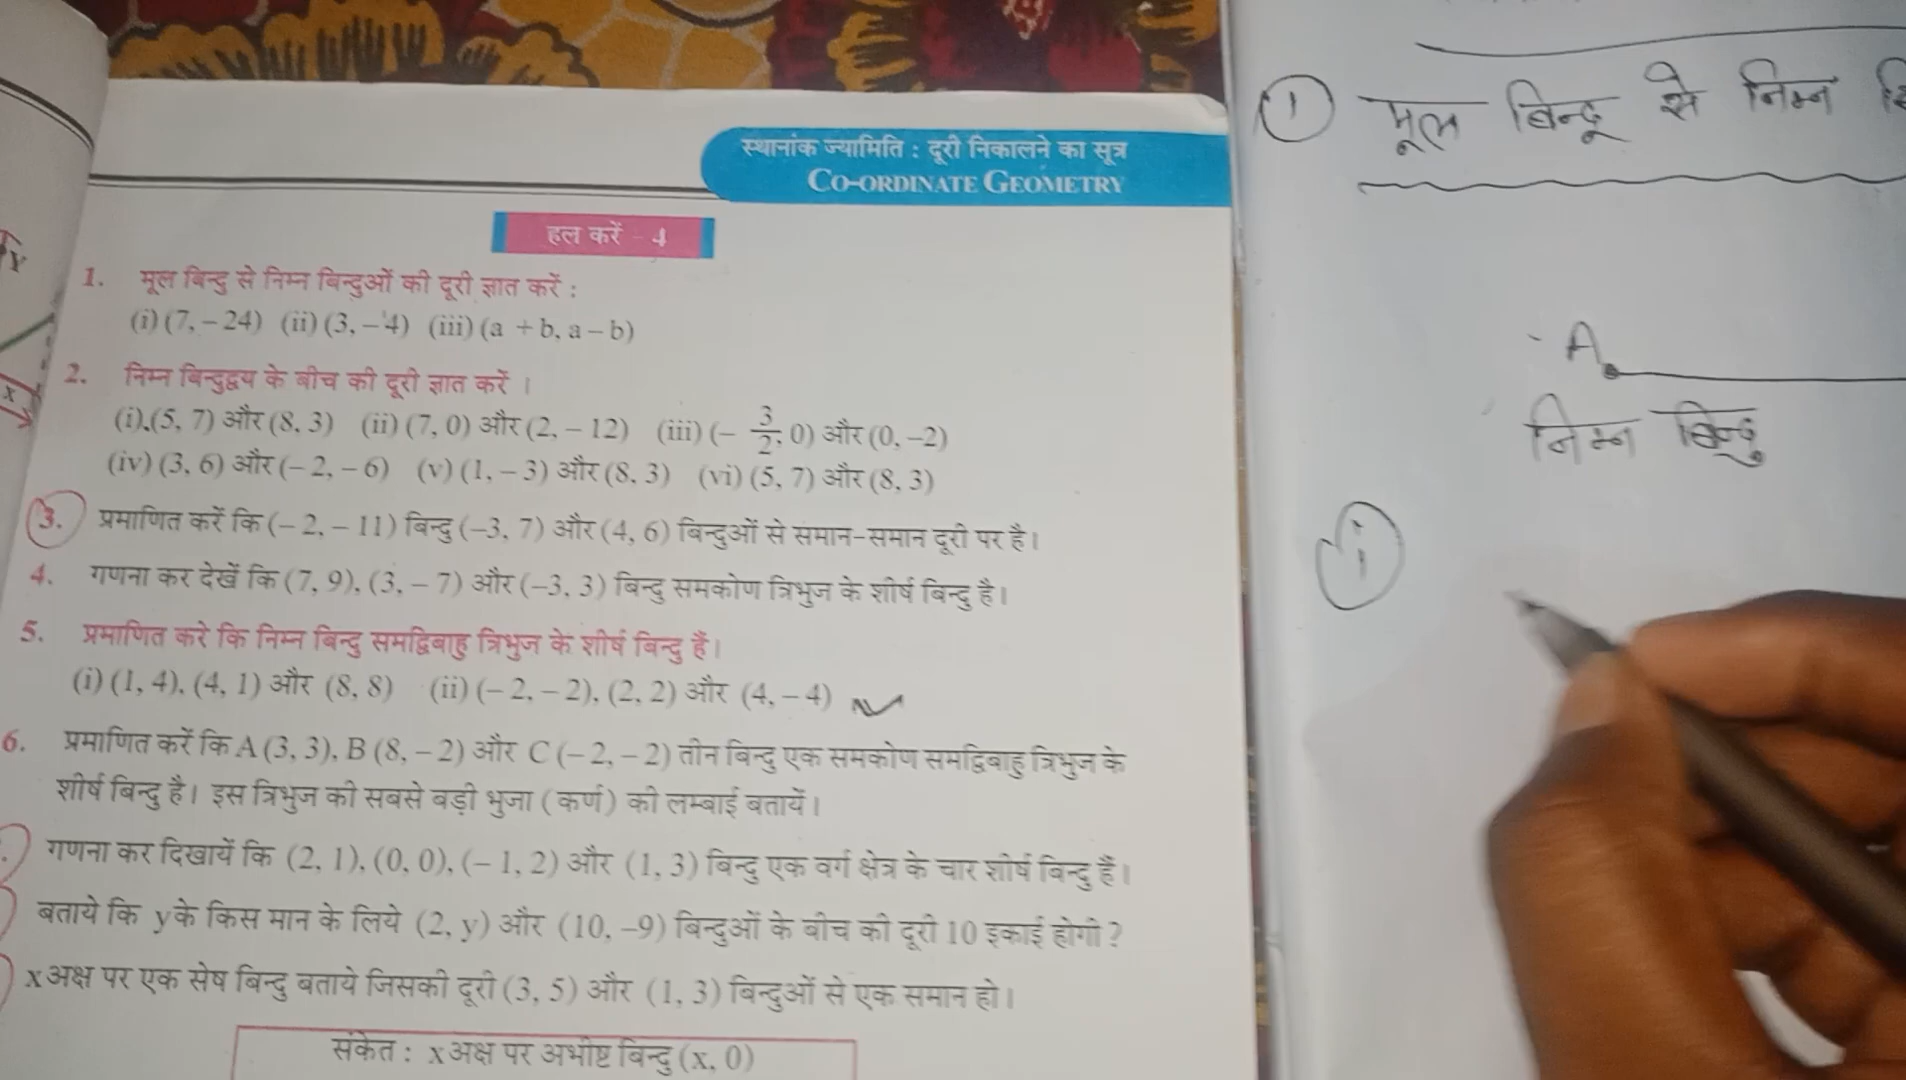 स्थानांक ज्यामिति : दूरी निकालने का सूत्र
CO-ORDINATE GEOMETRY
हल करें - 4
1. मूल बिन्दु से निम्न बिन्दुओं की दूरी ज्ञात करें :
(i) (7, – 24) (ii) (3, – 4) (iii) (a + b, a – b)
2. निम्न बिन्दुद्वय के बीच की दूरी ज्ञात करें ।
(i) (5, 7) और (8, 3) (ii) (7, 0) और (2, – 12) (iii) (– 3/2, 0) और (0, –2)
(iv) (3, 6) और (– 2, – 6) (v) (1, – 3) और (8, 3) (vi) (5, 7) और (8, 3)
3. प्रमाणित करें कि (– 2, – 11) बिन्दु (–3, 7) और (4, 6) बिन्दुओं से समान-समान दूरी पर है।
4. गणना कर देखें कि (7, 9), (3, – 7) और (–3, 3) बिन्दु समकोण त्रिभुज के शीर्ष बिन्दु है।
5. प्रमाणित करे कि निम्न बिन्दु समद्विबाहु त्रिभुज के शीर्ष बिन्दु हैं।
(i) (1, 4), (4, 1) और (8, 8) (ii) (– 2, – 2), (2, 2) और (4, – 4)
6. प्रमाणित करें कि A (3, 3), B (8, – 2) और C (– 2, – 2) तीन बिन्दु एक समकोण समद्विबाहु त्रिभुज के
शीर्ष बिन्दु है। इस त्रिभुज की सबसे बड़ी भुजा (कर्ण) की लम्बाई बतायें।
गणना कर दिखायें कि (2, 1), (0, 0), (– 1, 2) और (1, 3) बिन्दु एक वर्ग क्षेत्र के चार शीर्ष बिन्दु हैं।
बताये कि y के किस मान के लिये (2, y) और (10, –9) बिन्दुओं के बीच की दूरी 10 इकाई होगी ?
x अक्ष पर एक सेष बिन्दु बताये जिसकी दूरी (3, 5) और (1, 3) बिन्दुओं से एक समान हो।
संकेत : x अक्ष पर अभीष्ट बिन्दु (x, 0)
1 मूल बिन्दू से निम्न
A
निम्न बिन्दु
i